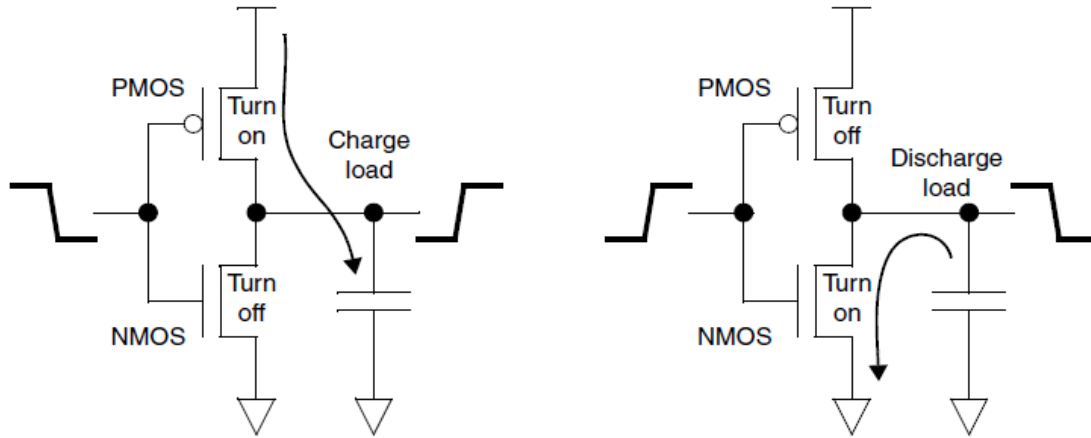 PMOS
Turn
on
Charge
load
Turn
off
NMOS
PMOS
Turn
off
Discharge
load
Turn
on
NMOS